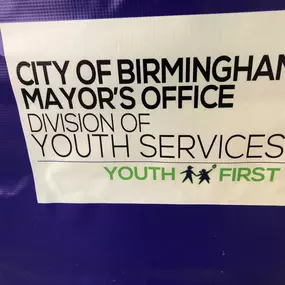 CITY OF BIRMINGHAM
MAYOR'S OFFICE
DIVISION OF
YOUTH SERVICES
YOUTH FIRST